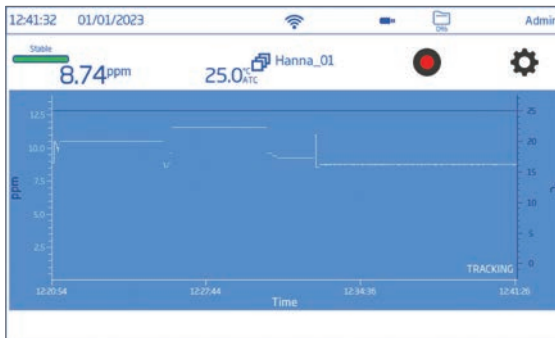 12:41:32 01/01/2023 0% Admin
Stable
8.74ppm 25.0°C ATC Hanna_01
12.5
10.0
7.5
5.0
2.5
ppm
25
20
15
10
5
0
TRACKING
12:20:54 12:27:44 12:34:36 12:41:26
Time